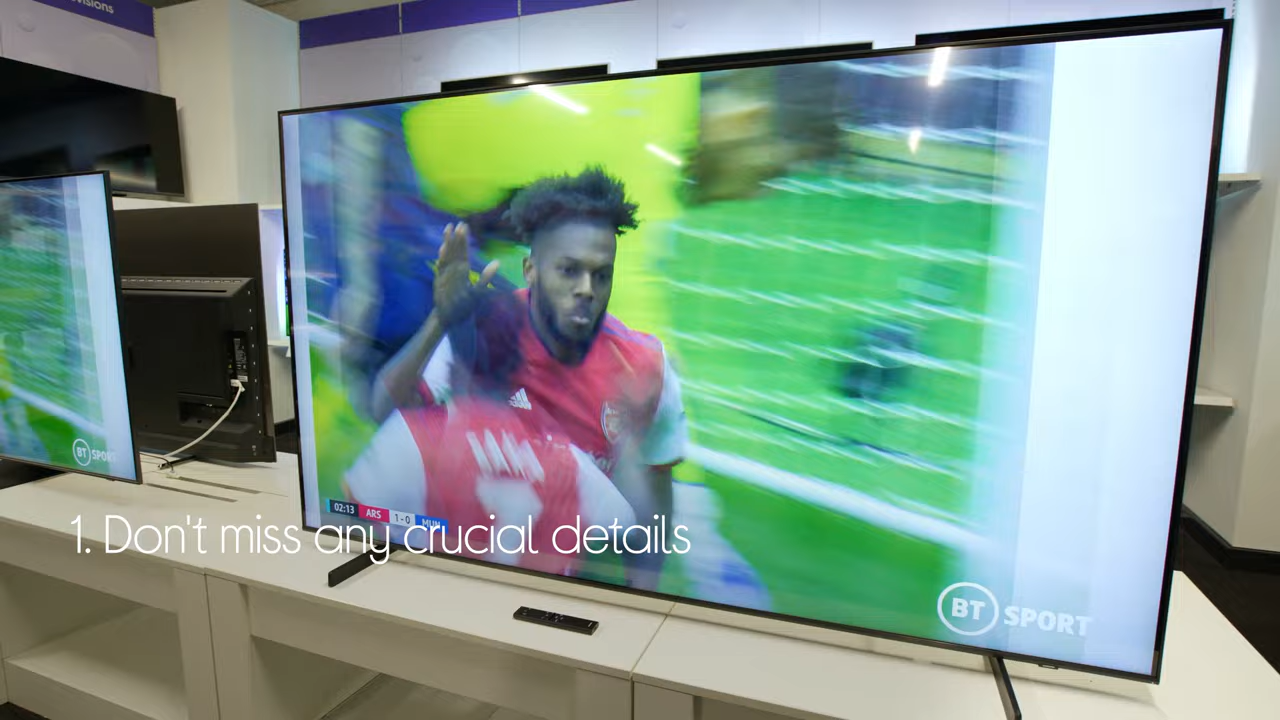 visions
02:13 ARS 1-0 MUN
1. Don't miss any crucial details
BT SPORT
BT SPORT